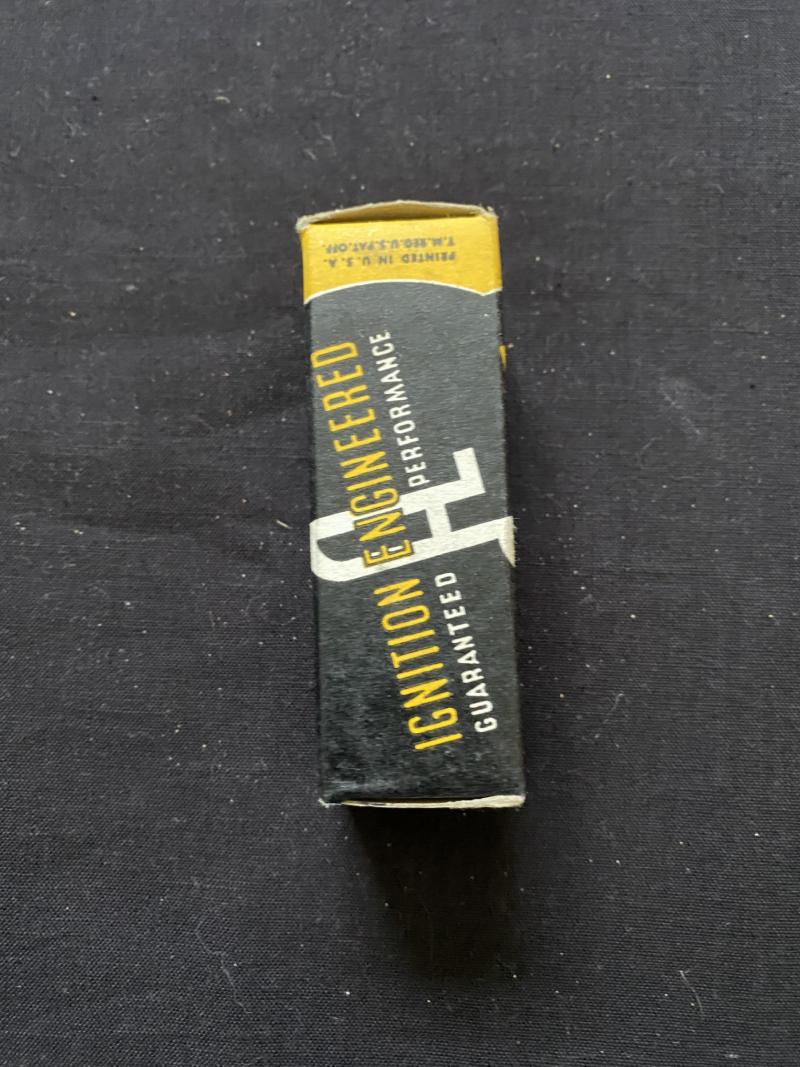 PRINTED IN U.S.A.
T.M.REG.U.S.PAT.OFF.
IGNITION ENGINEERED
GUARANTEED PERFORMANCE